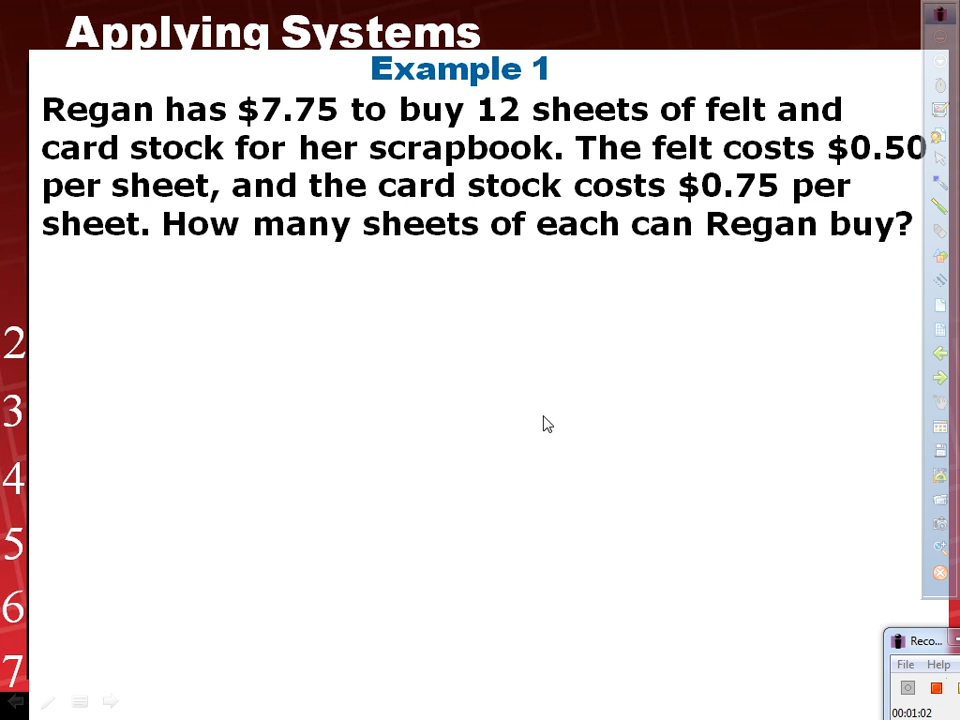 Applying Systems
Example 1
Regan has $7.75 to buy 12 sheets of felt and
card stock for her scrapbook. The felt costs $0.50
per sheet, and the card stock costs $0.75 per
sheet. How many sheets of each can Regan buy?
2
3
4
5
6
7
Reco...
File Help
00:01:02